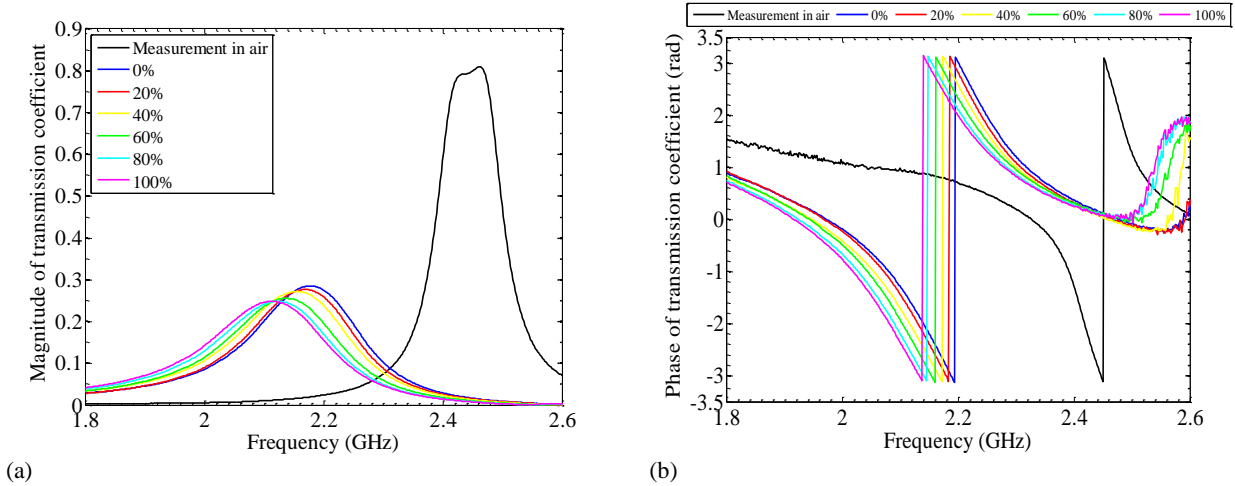 0.9
0.8
0.7
0.6
0.5
0.4
0.3
0.2
0.1
0
Magnitude of transmission coefficient
Measurement in air
0%
20%
40%
60%
80%
100%
1.8 2 2.2 2.4 2.6
Frequency (GHz)
(a)
Measurement in air 0% 20% 40% 60% 80% 100%
3.5
3
2
1
0
-1
-2
-3
-3.5
Phase of transmission coefficient (rad)
1.8 2 2.2 2.4 2.6
Frequency (GHz)
(b)